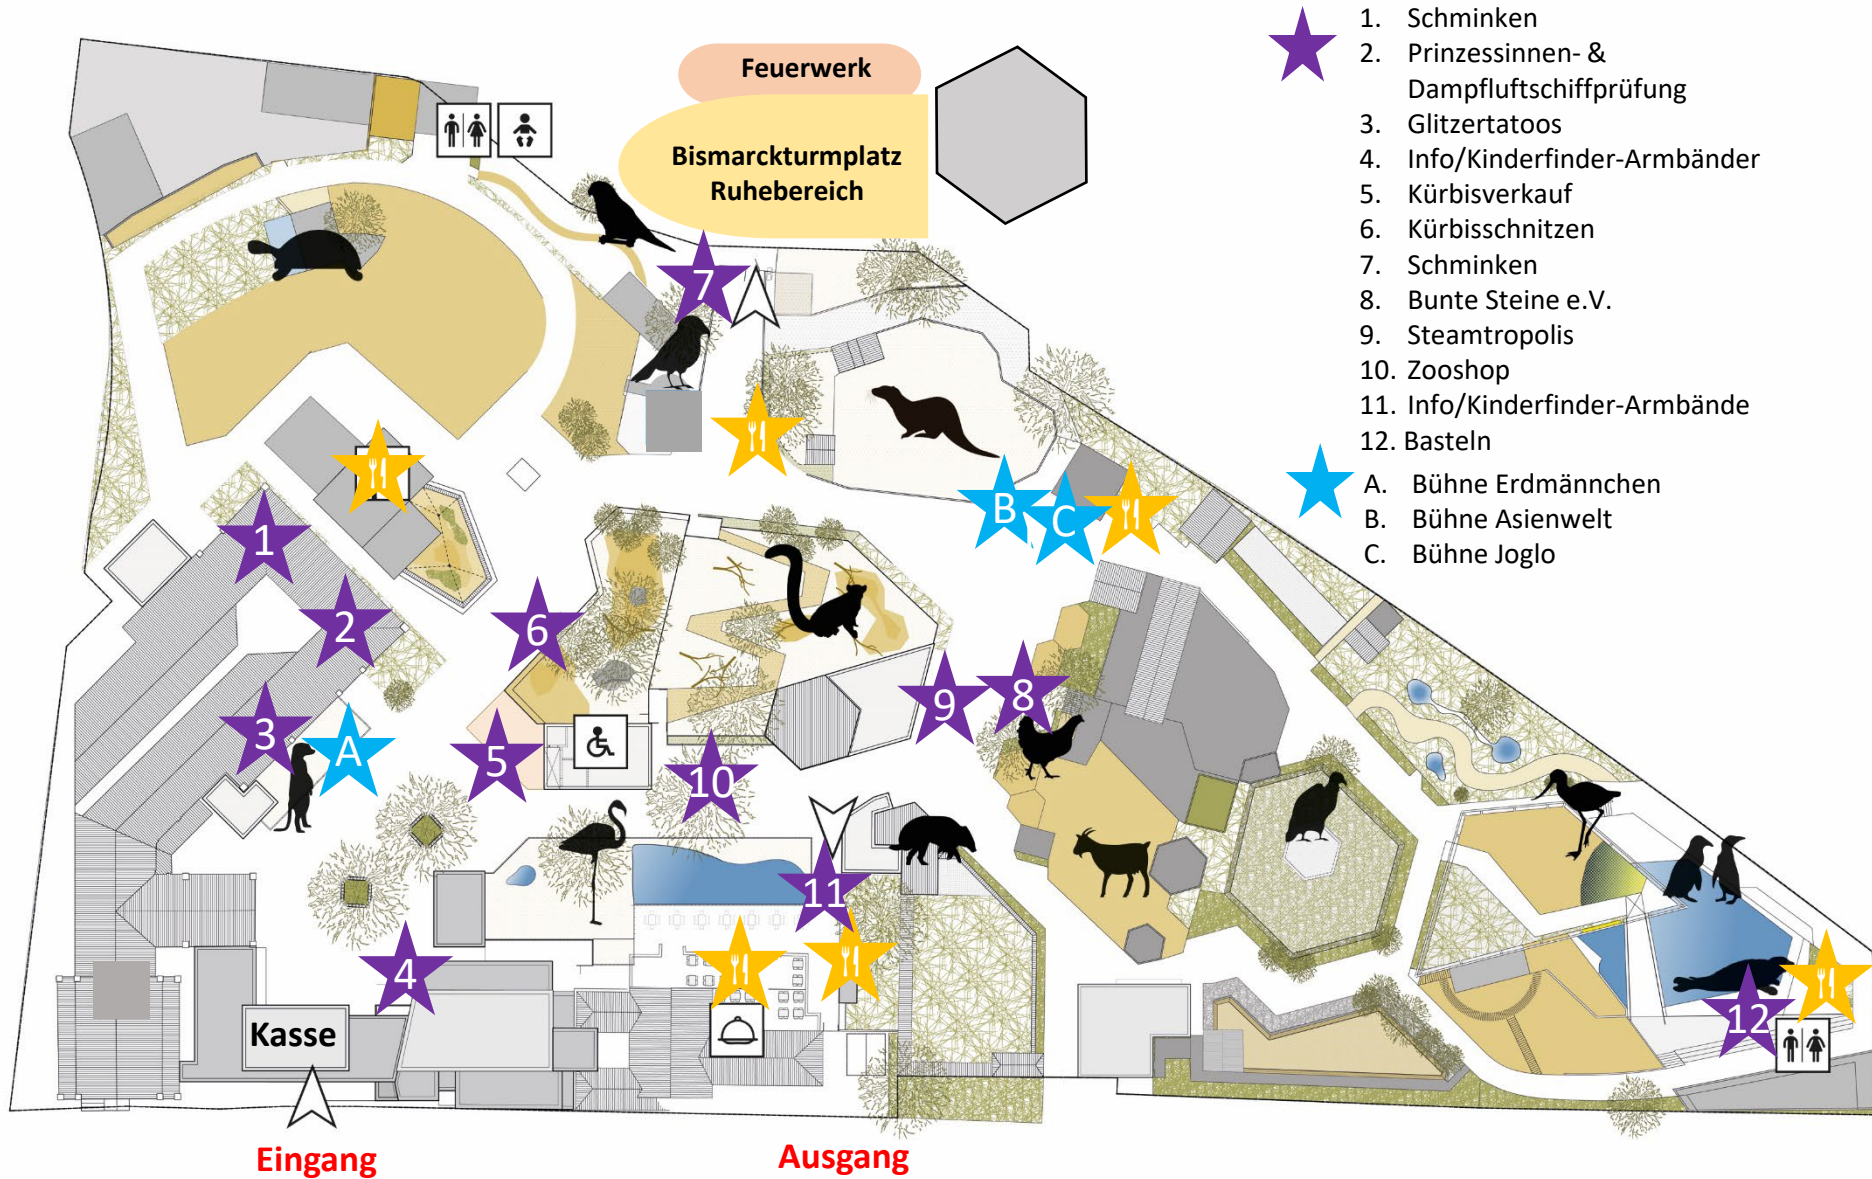 Feuerwerk
Bismarckturmplatz
Ruhebereich
1. Schminken
2. Prinzessinnen- &
Dampfluftschiffprüfung
3. Glitzertatoos
4. Info/Kinderfinder-Armbänder
5. Kürbisverkauf
6. Kürbisschnitzen
7. Schminken
8. Bunte Steine e.V.
9. Steamtropolis
10. Zooshop
11. Info/Kinderfinder-Armbände
12. Basteln
A. Bühne Erdmännchen
B. Bühne Asienwelt
C. Bühne Joglo
7
B
C
1
2
6
3
A
5
9
8
10
11
4
12
Kasse
Eingang
Ausgang